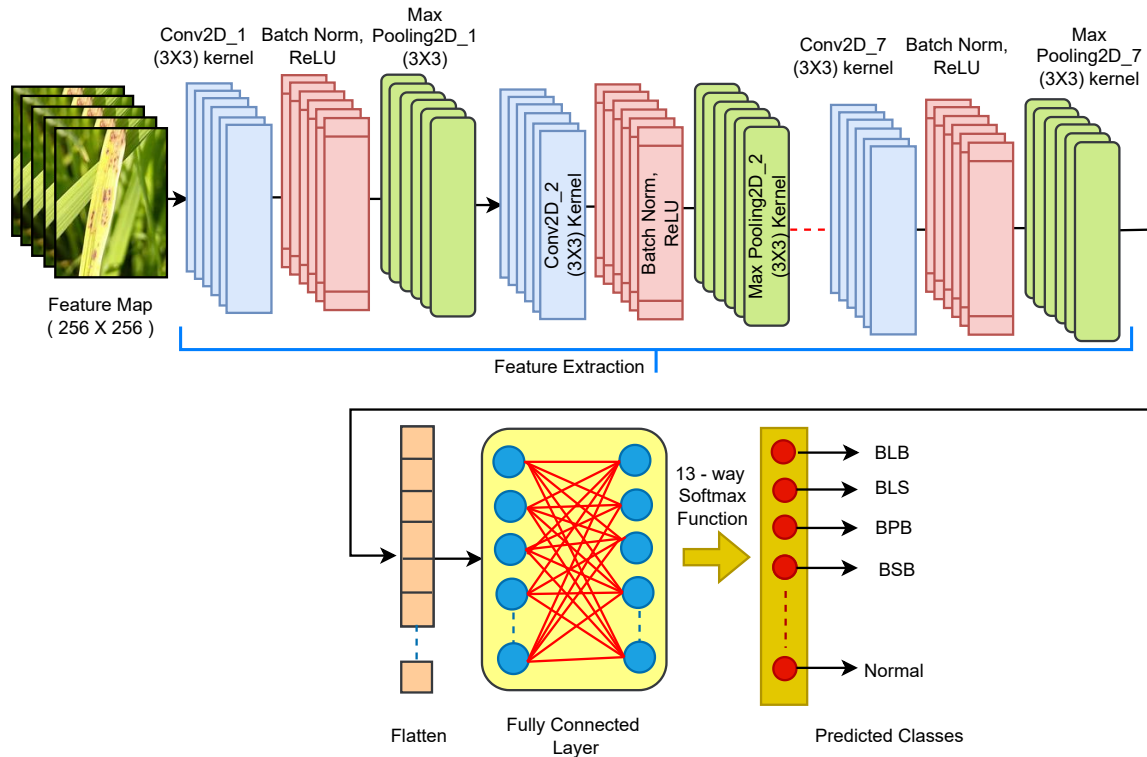 Conv2D_1
(3X3) kernel
Batch Norm,
ReLU
Max
Pooling2D_1
(3X3)
Conv2D_2
(3X3) Kernel
Batch Norm,
ReLU
Max Pooling2D_2
(3X3) Kernel
Conv2D_7
(3X3) kernel
Batch Norm,
ReLU
Max
Pooling2D_7
(3X3) kernel
Feature Map
( 256 X 256 )
Feature Extraction
13 - way
Softmax
Function
BLB
BLS
BPB
BSB
Normal
Flatten
Fully Connected
Layer
Predicted Classes